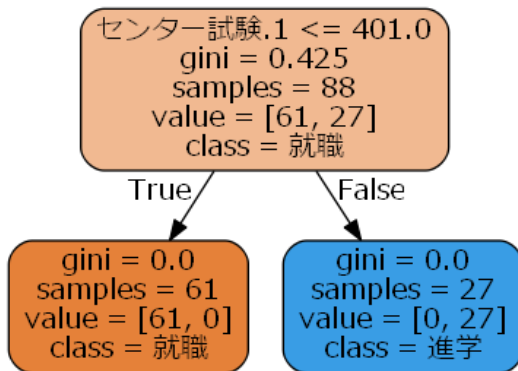 センター試験.1 <= 401.0
gini = 0.425
samples = 88
value = [61, 27]
class = 就職
True
False
gini = 0.0
samples = 61
value = [61, 0]
class = 就職
gini = 0.0
samples = 27
value = [0, 27]
class = 進学